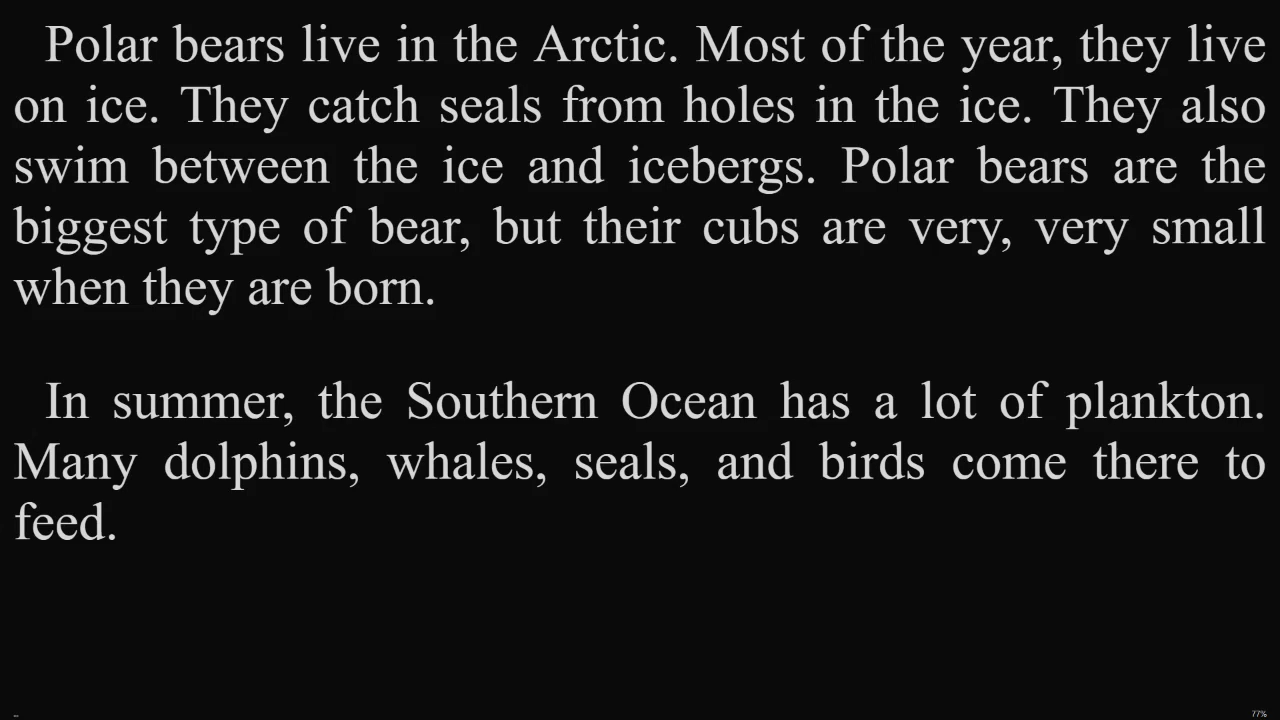 Polar bears live in the Arctic. Most of the year, they live
on ice. They catch seals from holes in the ice. They also
swim between the ice and icebergs. Polar bears are the
biggest type of bear, but their cubs are very, very small
when they are born.
In summer, the Southern Ocean has a lot of plankton.
Many dolphins, whales, seals, and birds come there to
feed.
77%